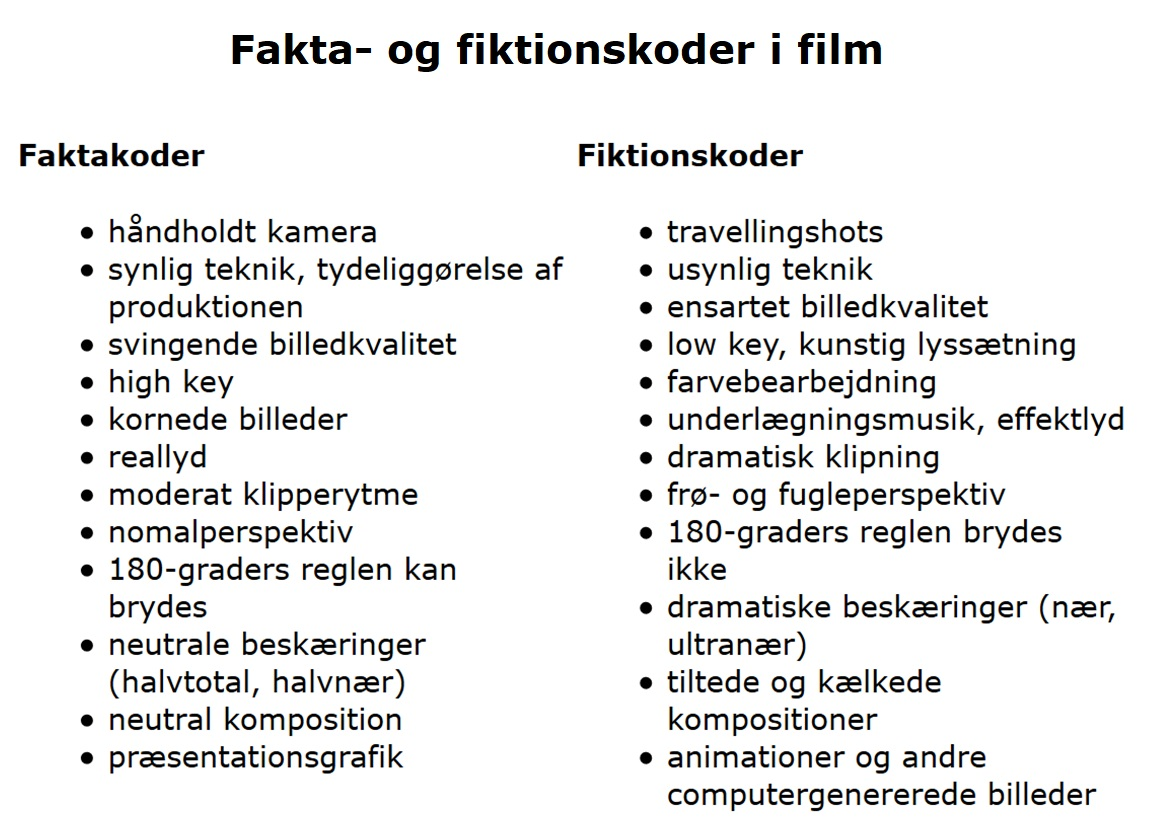 Fakta- og fiktionskoder i film
Faktakoder
• håndholdt kamera
• synlig teknik, tydeliggørelse af
produktionen
• svingende billedkvalitet
• high key
• kornede billeder
• reallyd
• moderat klipperytme
• nomalperspektiv
• 180-graders reglen kan
brydes
• neutrale beskæringer
(halvtotal, halvnær)
• neutral komposition
• præsentationsgrafik
Fiktionskoder
• travellingshots
• usynlig teknik
• ensartet billedkvalitet
• low key, kunstig lyssætning
• farvebearbejdning
• underlægningsmusik, effektlyd
• dramatisk klipning
• frø- og fugleperspektiv
• 180-graders reglen brydes
ikke
• dramatiske beskæringer (nær,
ultranær)
• tiltede og kælkede
kompositioner
• animationer og andre
computergenererede billeder